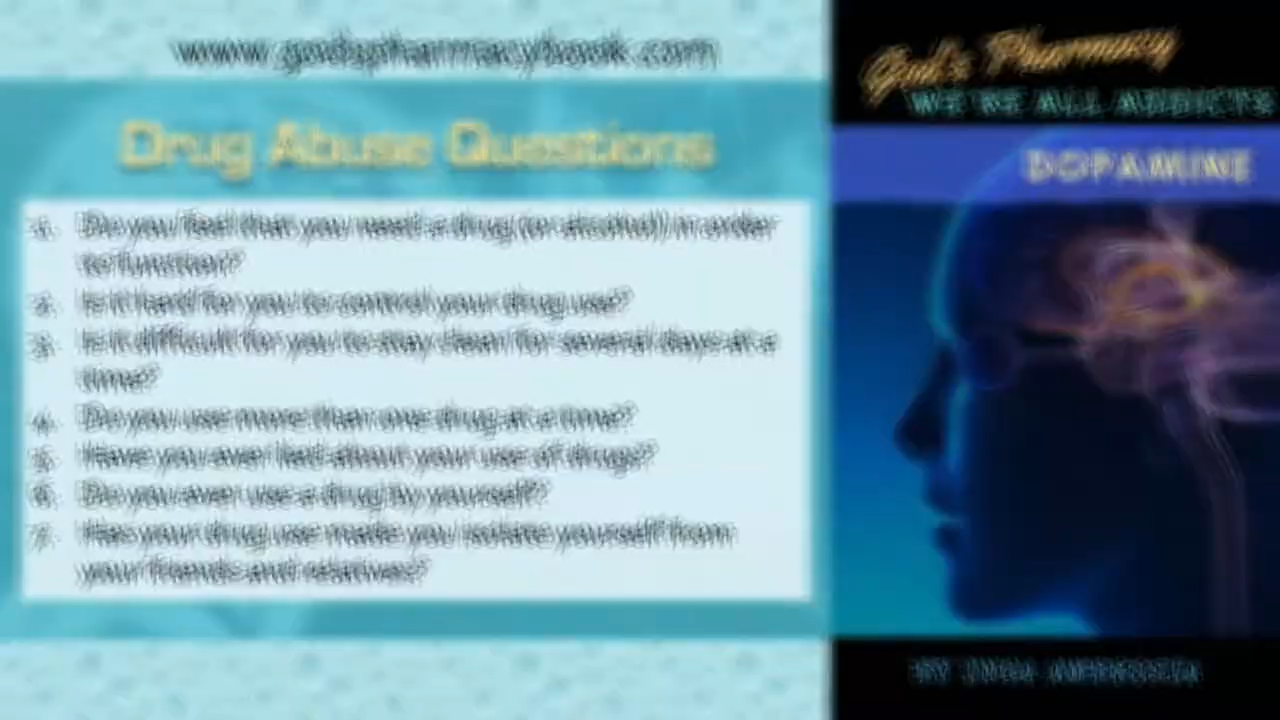 www.godspharmacybook.com
Drug Abuse Questions
1. Do you feel that you need a drug (or alcohol) in order
to function?
2. Is it hard for you to control your drug use?
3. Is it difficult for you to stay clean for several days at a
time?
4. Do you use more than one drug at a time?
5. Have you ever lied about your use of drugs?
6. Do you ever use a drug by yourself?
7. Has your drug use made you isolate yourself from
your friends and relatives?
God's Pharmacy
WE'RE ALL ADDICTS
DOPAMINE
BY